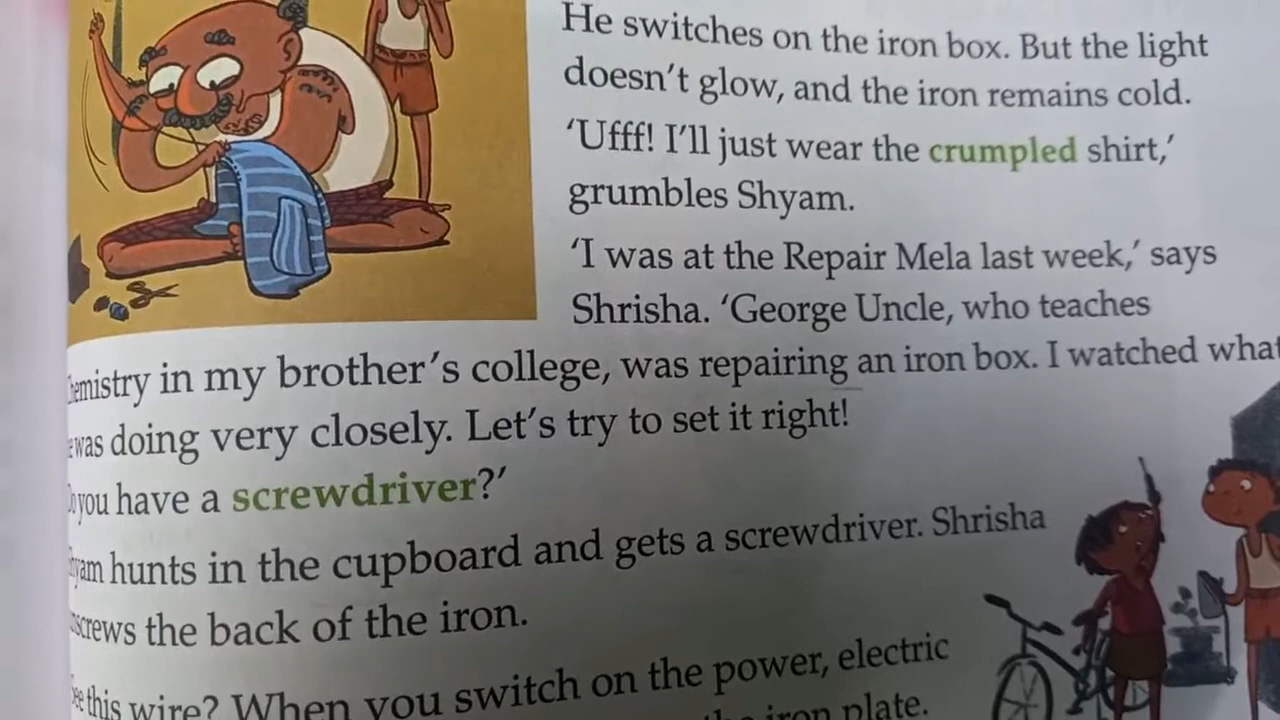 He switches on the iron box. But the light
doesn't glow, and the iron remains cold.
'Ufff! I'll just wear the crumpled shirt,'
grumbles Shyam.
'I was at the Repair Mela last week,' says
Shrisha. 'George Uncle, who teaches
hemistry in my brother's college, was repairing an iron box. I watched what
was doing very closely. Let's try to set it right!
you have a screwdriver?'
yam hunts in the cupboard and gets a screwdriver. Shrisha
screws the back of the iron.
this wire? When you switch on the power, electric
iron plate.